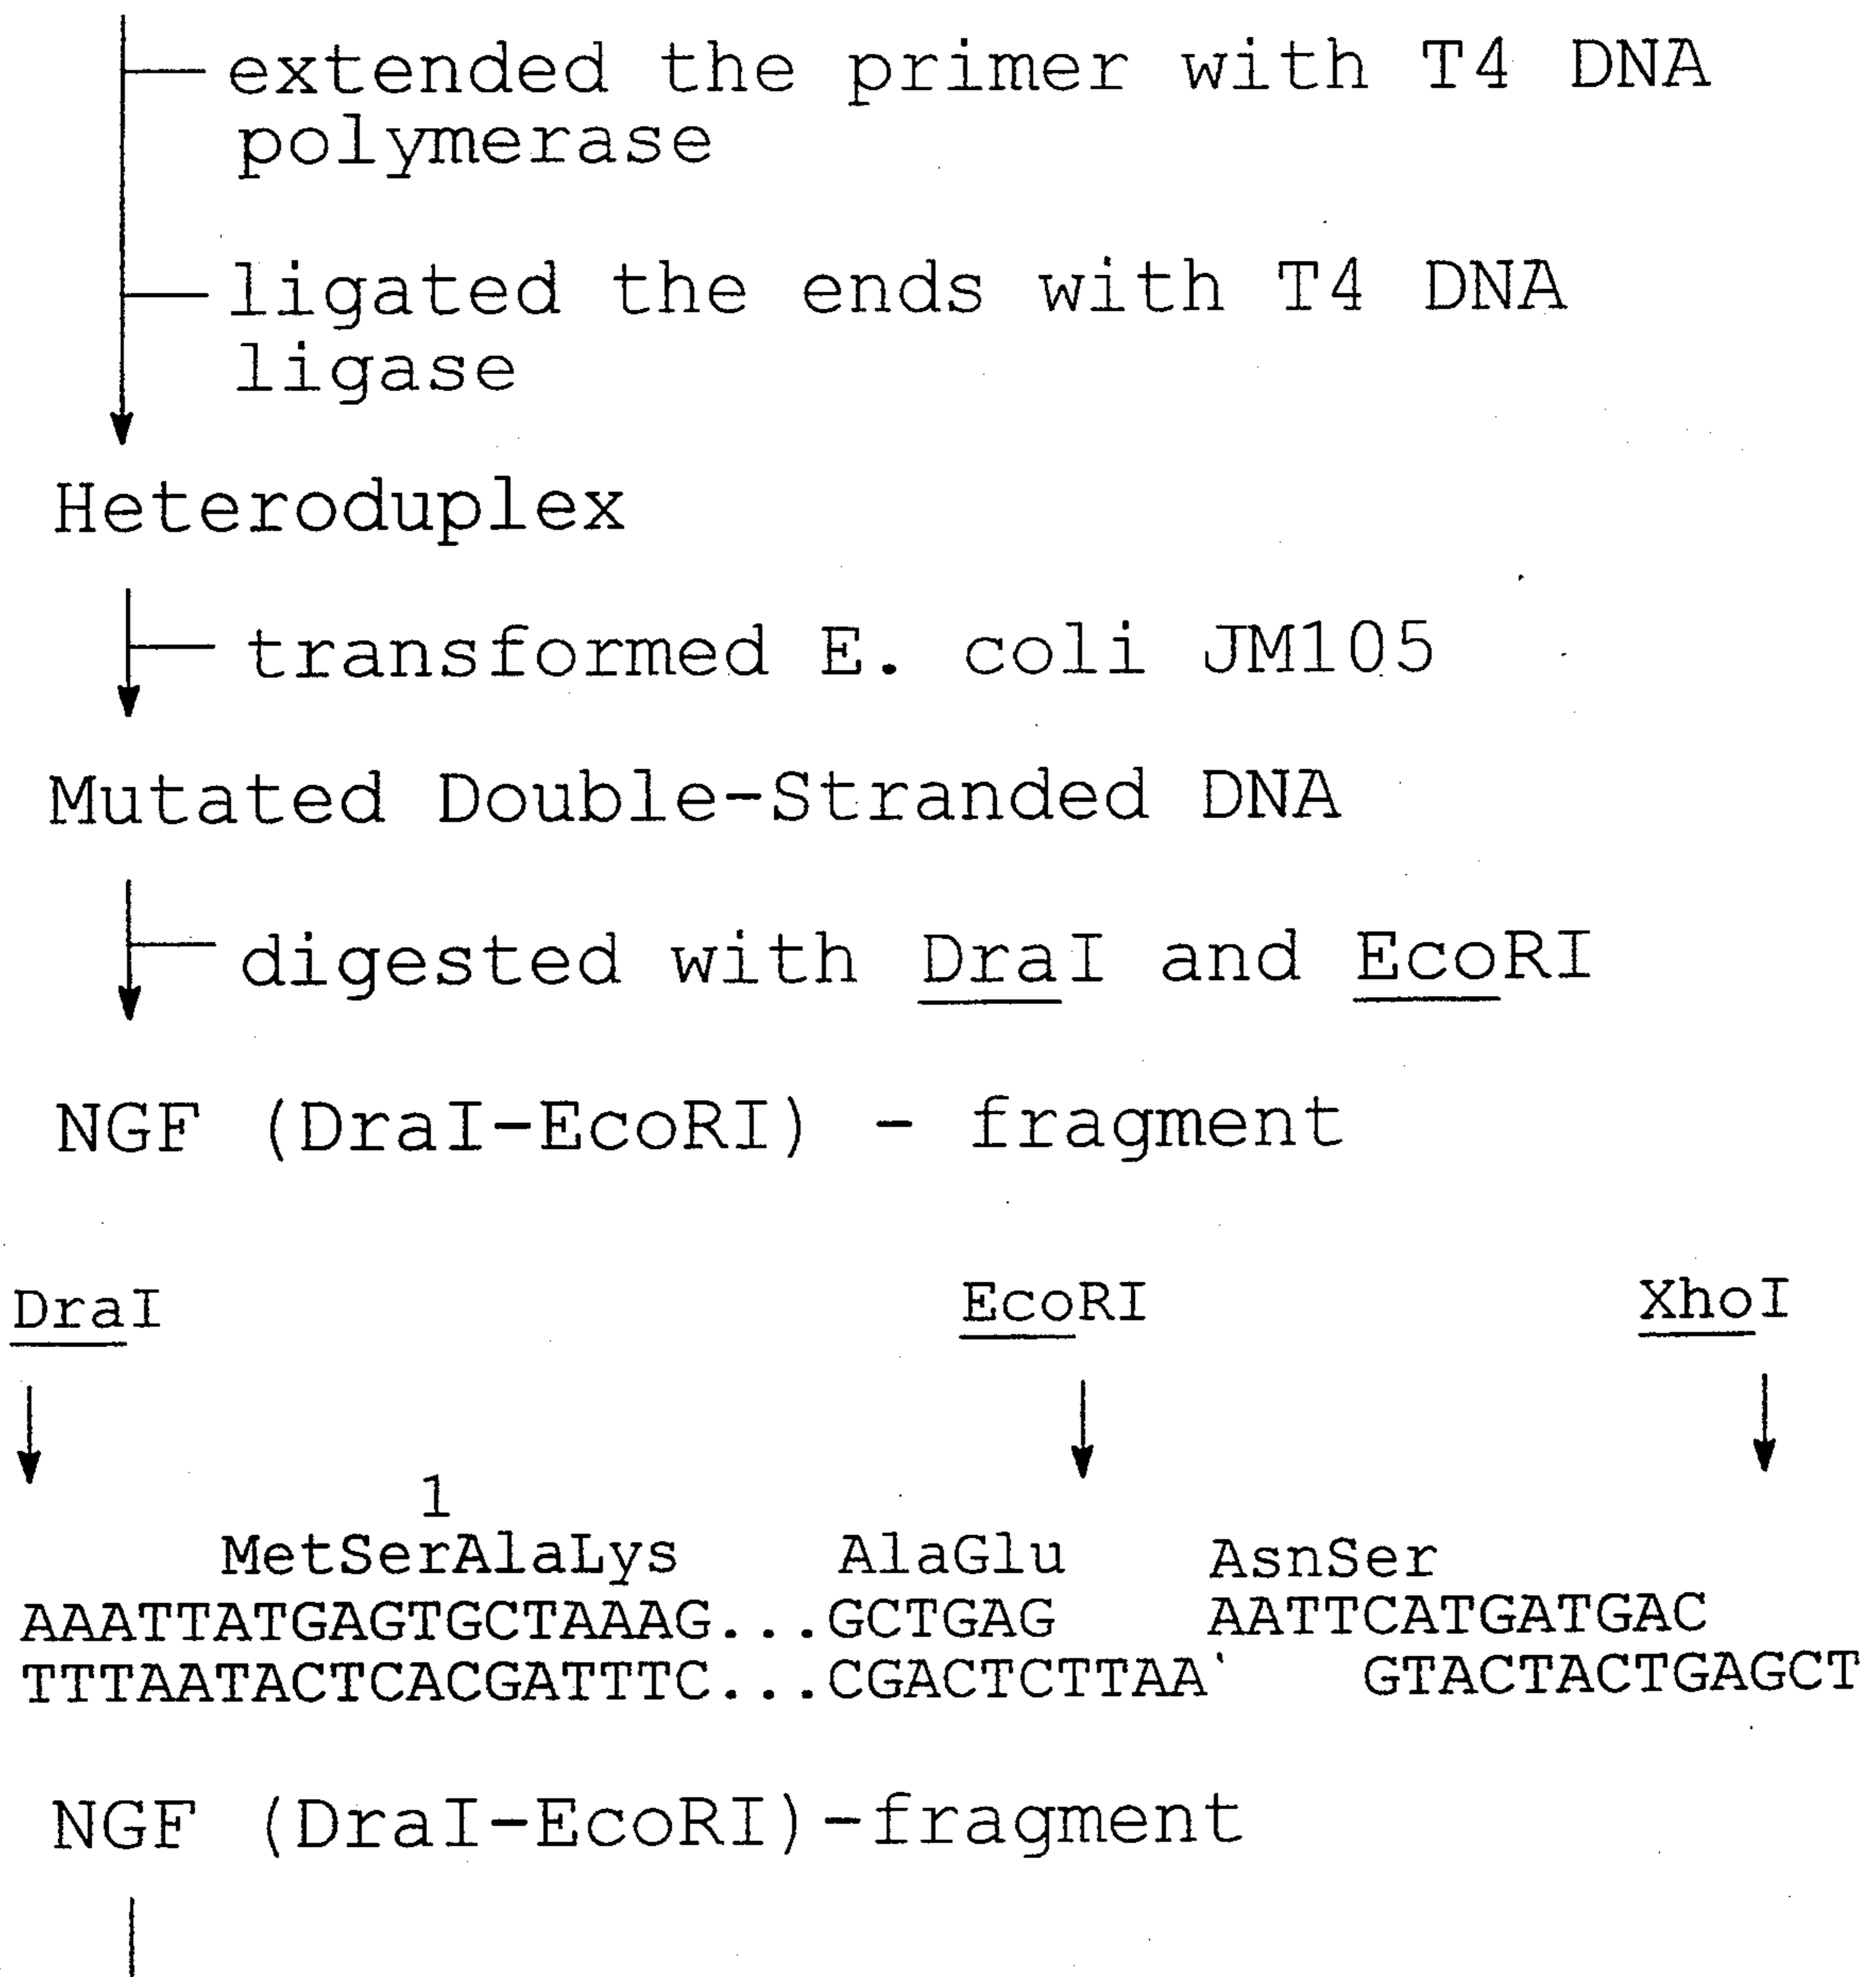 extended the primer with T4 DNA
polymerase
ligated the ends with T4 DNA
ligase
Heteroduplex
transformed E. coli JM105
Mutated Double-Stranded DNA
digested with DraI and EcoRI
NGF (DraI-EcoRI) - fragment
DraI EcoRI XhoI
1
MetSerAlaLys AlaGlu AsnSer
AAATTATGAGTGCTAAAG...GCTGAG AATTCATGATGAC
TTTAATACTCACGATTTC...CGACTCTTAA GTACTACTGAGCT
NGF (DraI-EcoRI)-fragment